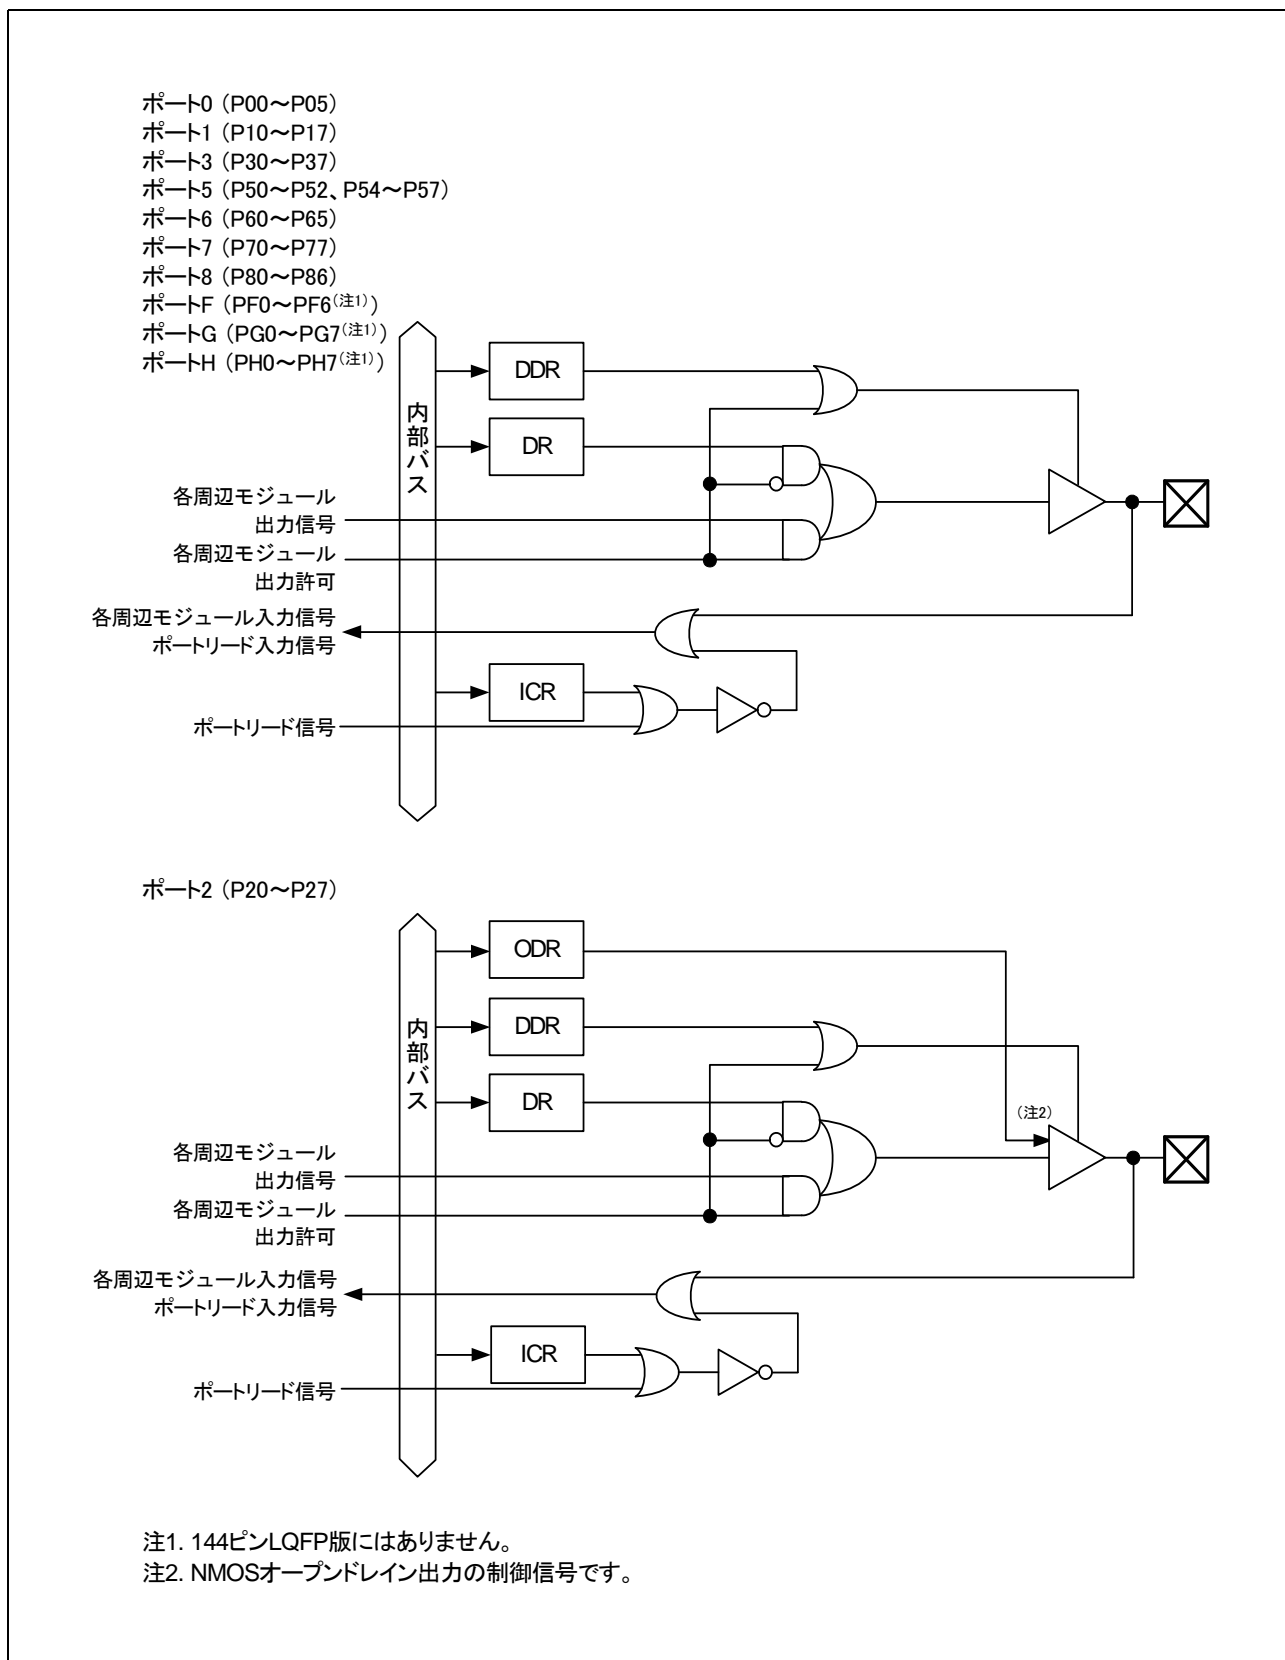 ポート0 (P00～P05)
ポート1 (P10～P17)
ポート3 (P30～P37)
ポート5 (P50～P52、P54～P57)
ポート6 (P60～P65)
ポート7 (P70～P77)
ポート8 (P80～P86)
ポートF (PF0～PF6(注1))
ポートG (PG0～PG7(注1))
ポートH (PH0～PH7(注1))
内部バス
DDR
DR
各周辺モジュール
出力信号
各周辺モジュール
出力許可
各周辺モジュール入力信号
ポートリード入力信号
ICR
ポートリード信号
ポート2 (P20～P27)
内部バス
ODR
DDR
DR
(注2)
各周辺モジュール
出力信号
各周辺モジュール
出力許可
各周辺モジュール入力信号
ポートリード入力信号
ICR
ポートリード信号
注1. 144ピンLQFP版にはありません。
注2. NMOSオープンドレイン出力の制御信号です。